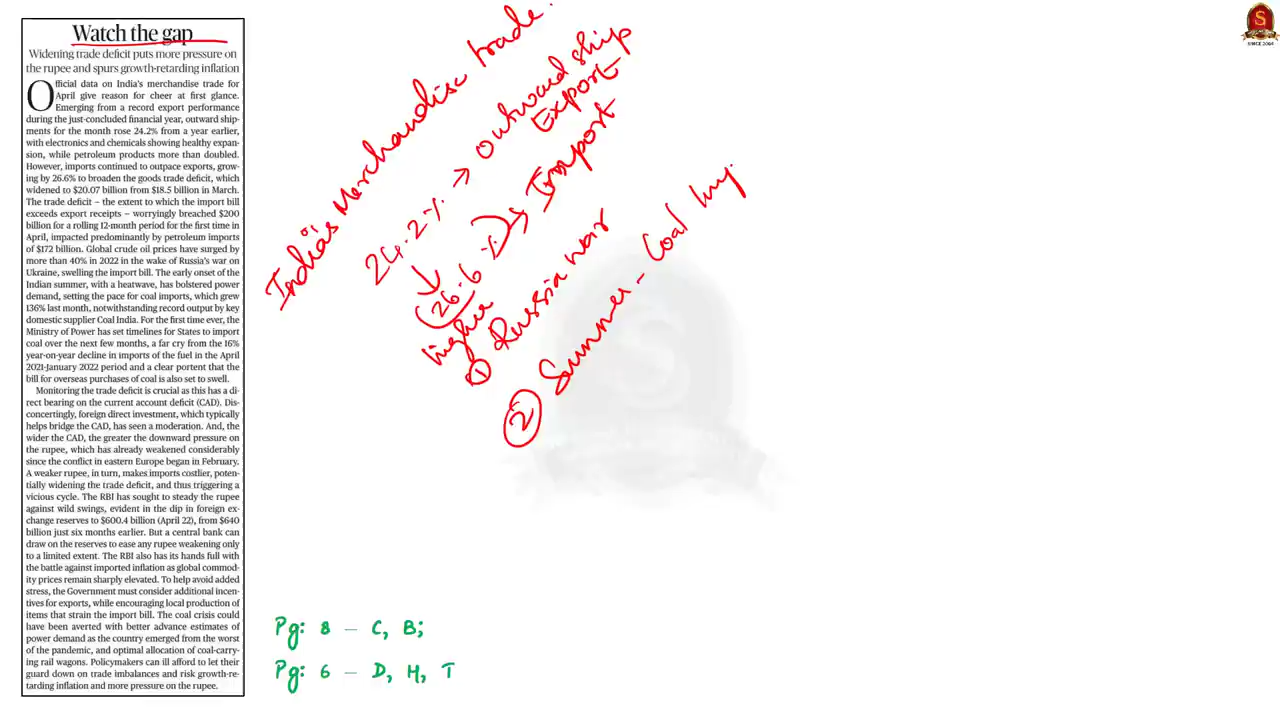 Watch the gap
Widening trade deficit puts more pressure on
the rupee and spurs growth-retarding inflation
Official data on India's merchandise trade for
April give reason for cheer at first glance.
Emerging from a record export performance
during the just-concluded financial year, outward ship-
ments for the month rose 24.2% from a year earlier,
with electronics and chemicals showing healthy expan-
sion, while petroleum products more than doubled.
However, imports continued to outpace exports, grow-
ing by 26.6% to broaden the goods trade deficit, which
widened to $20.07 billion from $18.5 billion in March.
The trade deficit – the extent to which the import bill
exceeds export receipts – worryingly breached $200
billion for a rolling 12-month period for the first time in
April, impacted predominantly by petroleum imports
of $172 billion. Global crude oil prices have surged by
more than 40% in 2022 in the wake of Russia's war on
Ukraine, swelling the import bill. The early onset of the
Indian summer, with a heatwave, has bolstered power
demand, setting the pace for coal imports, which grew
136% last month, notwithstanding record output by key
domestic supplier Coal India. For the first time ever, the
Ministry of Power has set timelines for States to import
coal over the next few months, a far cry from the 16%
year-on-year decline in imports of the fuel in the April
2021-January 2022 period and a clear portent that the
bill for overseas purchases of coal is also set to swell.
Monitoring the trade deficit is crucial as this has a di-
rect bearing on the current account deficit (CAD). Dis-
concertingly, foreign direct investment, which typically
helps bridge the CAD, has seen a moderation. And, the
wider the CAD, the greater the downward pressure on
the rupee, which has already weakened considerably
since the conflict in eastern Europe began in February.
A weaker rupee, in turn, makes imports costlier, poten-
tially widening the trade deficit, and thus triggering a
vicious cycle. The RBI has sought to steady the rupee
against wild swings, evident in the dip in foreign ex-
change reserves to $600.4 billion (April 22), from $640
billion just six months earlier. But a central bank can
draw on the reserves to ease any rupee weakening only
to a limited extent. The RBI also has its hands full with
the battle against imported inflation as global commod-
ity prices remain sharply elevated. To help avoid added
stress, the Government must consider additional incen-
tives for exports, while encouraging local production of
items that strain the import bill. The coal crisis could
have been averted with better advance estimates of
power demand as the country emerged from the worst
of the pandemic, and optimal allocation of coal-carry-
ing rail wagons. Policymakers can ill afford to let their
guard down on trade imbalances and risk growth-re-
tarding inflation and more pressure on the rupee.
India's Merchandise trade.
24.2% → outward ship
Export
26.6 % → Import
higher
① Russia war
② Summer - Coal
Pg: 8 – C, B;
Pg: 6 – D, H, T
S
SINCE 2004